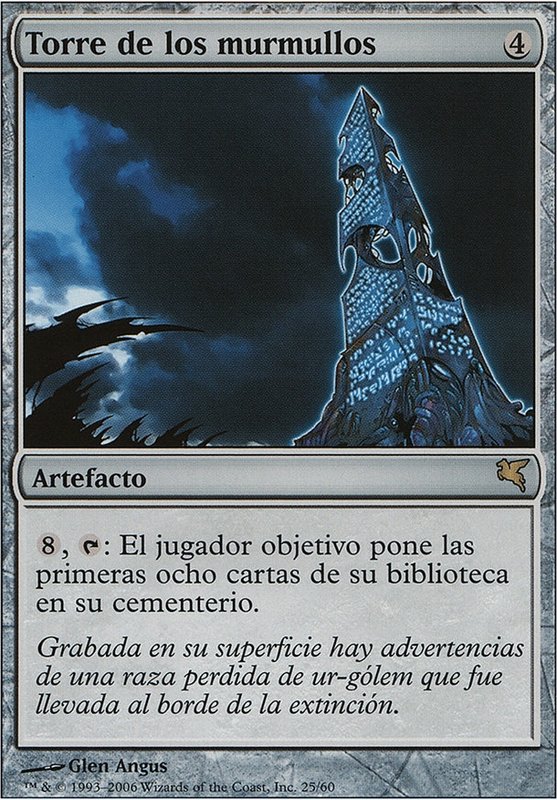 Torre de los murmullos 4
Artefacto
8, : El jugador objetivo pone las
primeras ocho cartas de su biblioteca
en su cementerio.
Grabada en su superficie hay advertencias
de una raza perdida de ur-gólem que fue
llevada al borde de la extinción.
Glen Angus
™ & © 1993–2006 Wizards of the Coast, Inc. 25/60